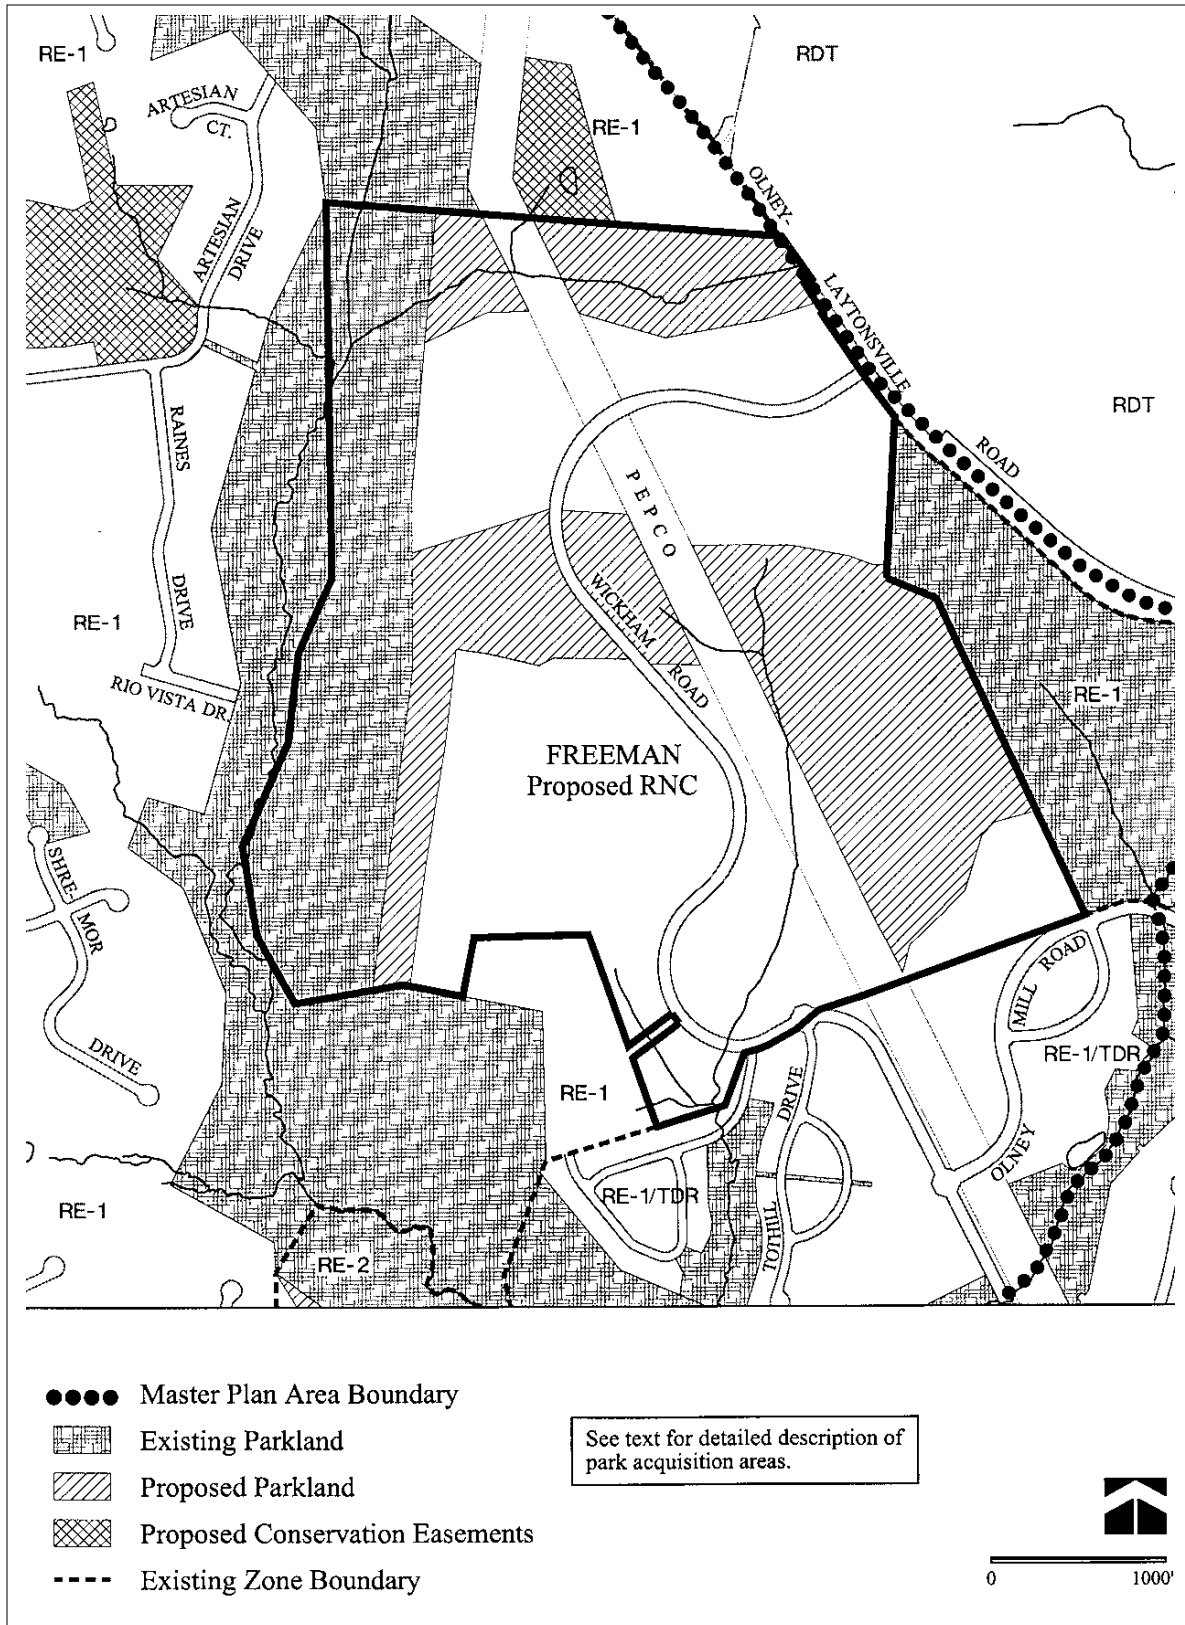 RE-1
RDT
ARTESIAN
CT.
RE-1
OLNEY-
ARTESIAN
DRIVE
LAYTONSVILLE
RDT
RAINES
ROAD
PEPCO
DRIVE
WICKHAM
RE-1
ROAD
RIO VISTA DR.
RE-1
FREEMAN
Proposed RNC
SHRE-
MOR
ROAD
MILL
DRIVE
RE-1/TDR
RE-1
DRIVE
OLNEY
RE-1/TDR
RE-1
TOTHIL
RE-2
Master Plan Area Boundary
Existing Parkland
See text for detailed description of
park acquisition areas.
Proposed Parkland
Proposed Conservation Easements
Existing Zone Boundary
0 1000'